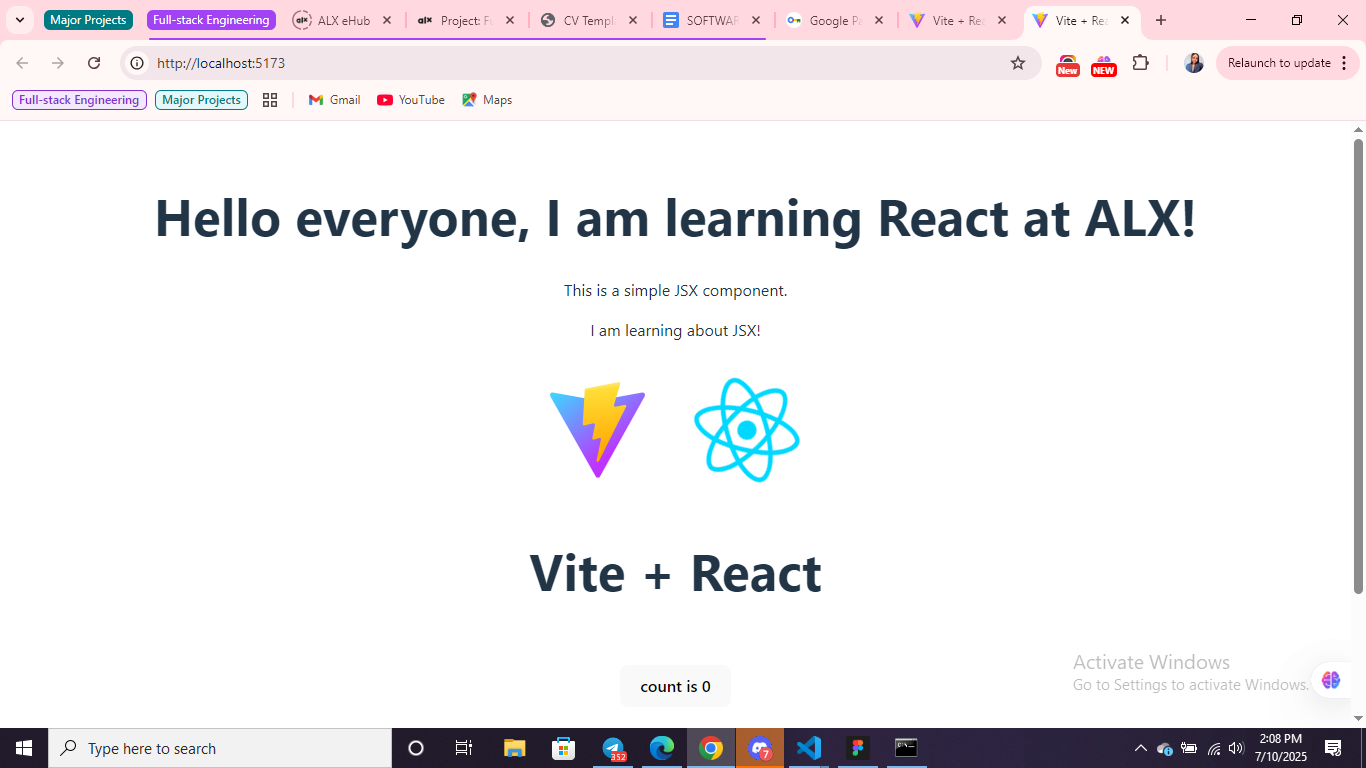 Major Projects
Full-stack Engineering
ALX eHub
Project: Fu
CV Templ
SOFTWAR
Google Pa
Vite + Rea
Vite + Rea
http://localhost:5173
New
NEW
Relaunch to update
Full-stack Engineering
Major Projects
Gmail
YouTube
Maps
Hello everyone, I am learning React at ALX!
This is a simple JSX component.
I am learning about JSX!
Vite + React
count is 0
Activate Windows
Go to Settings to activate Windows.
Type here to search
352
7
2:08 PM
7/10/2025